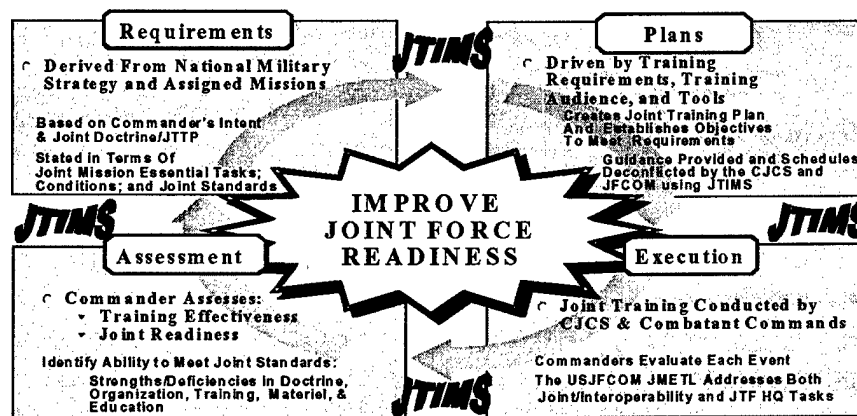 Requirements
Derived From National Military
Strategy and Assigned Missions
Based on Commander's Intent
& Joint Doctrine/JTTP
Stated in Terms Of
Joint Mission Essential Tasks;
Conditions; and Joint Standards
JTIMS
Plans
Driven by Training
Requirements, Training
Audience, and Tools
Creates Joint Training Plan
And Establishes Objectives
To Meet Requirements
Guidance Provided and Schedules
Deconflicted by the CJCS and
JFCOM using JTIMS
IMPROVE
JOINT FORCE
READINESS
JTIMS
JTIMS
Assessment
Commander Assesses:
Training Effectiveness
Joint Readiness
Identify Ability to Meet Joint Standards:
Strengths/Deficiencies in Doctrine,
Organization, Training, Materiel, &
Education
JTIMS
Execution
Joint Training Conducted by
CJCS & Combatant Commands
Commanders Evaluate Each Event
The USJFCOM JMETL Addresses Both
Joint/Interoperability and JTF HQ Tasks